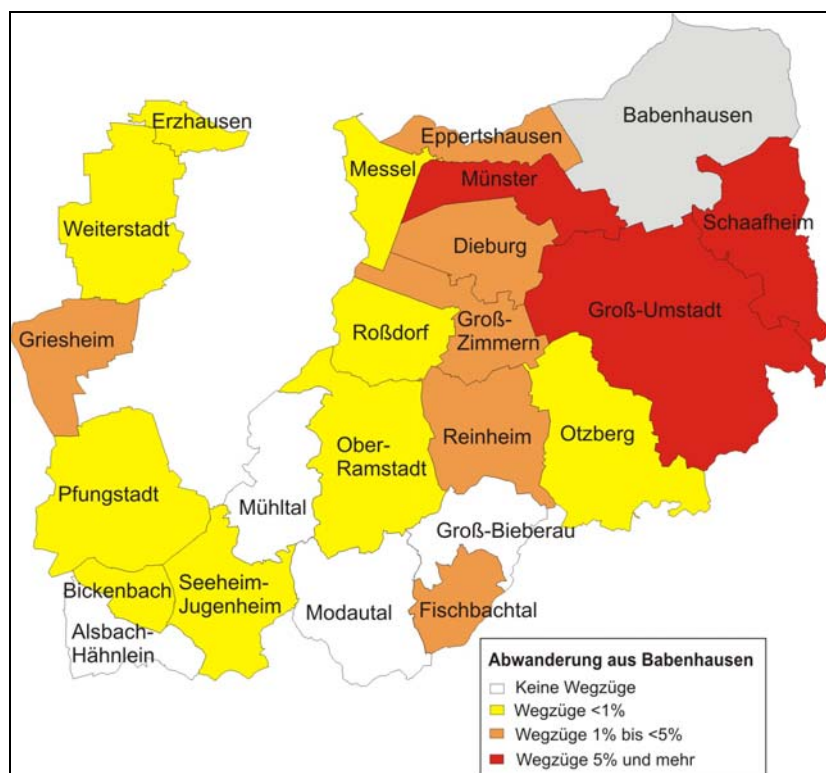 Erzhausen
Babenhausen
Eppertshausen
Messel
Münster
Schaafheim
Weiterstadt
Dieburg
Groß-Umstadt
Griesheim
Roßdorf
Groß-
Zimmern
Ober-
Ramstadt
Reinheim
Otzberg
Pfungstadt
Mühltal
Groß-Bieberau
Bickenbach
Seeheim-
Jugenheim
Modautal
Fischbachtal
Alsbach-
Hähnlein
Abwanderung aus Babenhausen
Keine Wegzüge
Wegzüge <1%
Wegzüge 1% bis <5%
Wegzüge 5% und mehr